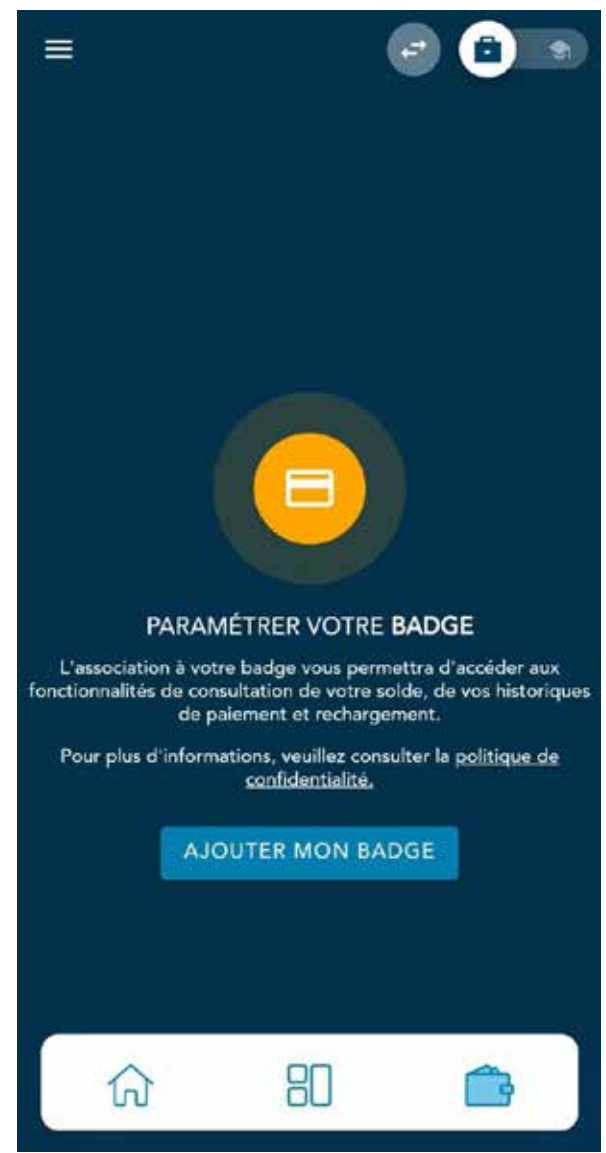 PARAMÉTRER VOTRE BADGE
L'association à votre badge vous permettra d'accéder aux
fonctionnalités de consultation de votre solde, de vos historiques
de paiement et rechargement.
Pour plus d'informations, veuillez consulter la politique de
confidentialité.
AJOUTER MON BADGE